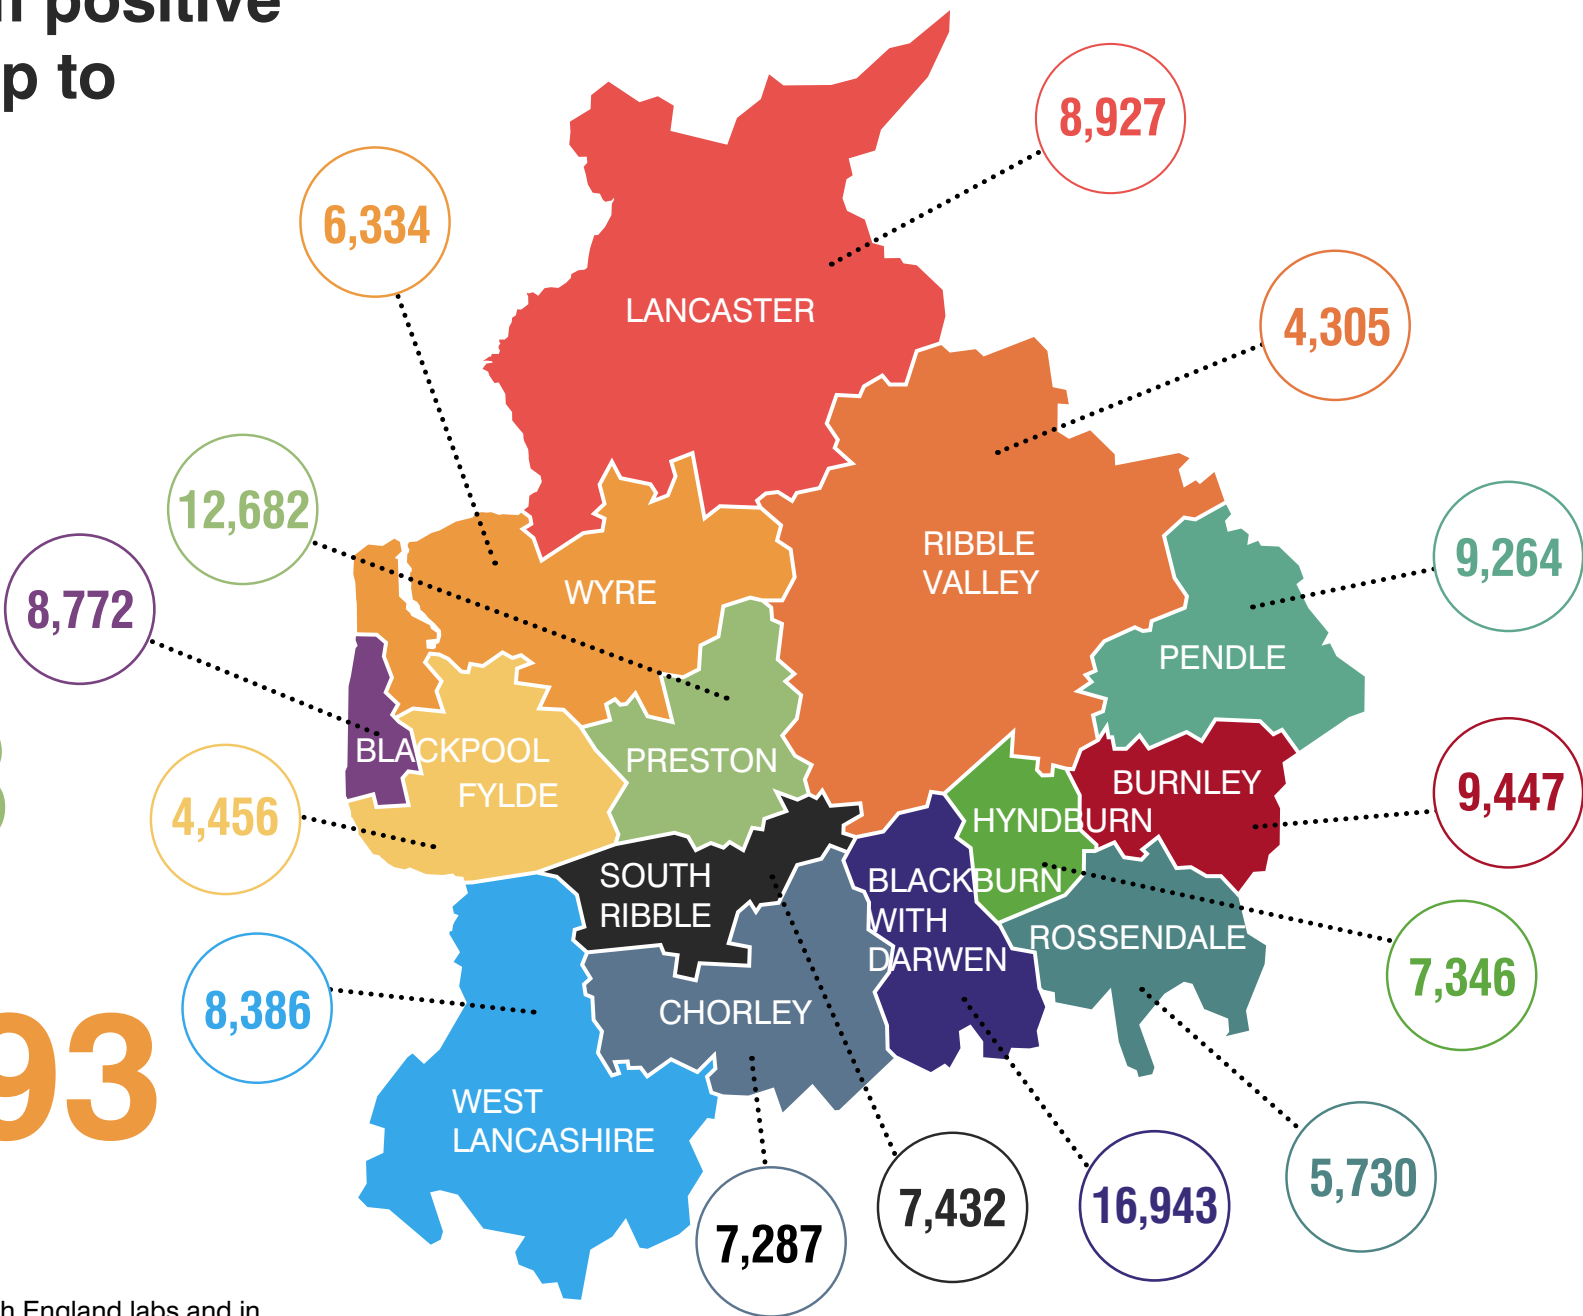 positive
p to
8,927
6,334
LANCASTER
4,305
12,682
RIBBLE
VALLEY
9,264
WYRE
8,772
PENDLE
BLACKPOOL
PRESTON
FYLDE
BURNLEY
9,447
4,456
HYNDBURN
SOUTH
RIBBLE
BLACKBURN
WITH
DARWEN
ROSSENDALE
7,346
8,386
CHORLEY
93
WEST
LANCASHIRE
5,730
7,432
16,943
7,287
h England labs and in